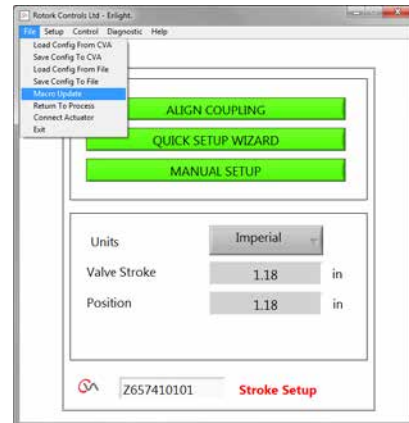 Rotork Controls Ltd - Enlight.
File Setup Control Diagnostic Help
Load Config From CVA
Save Config To CVA
Load Config From File
Save Config To File
Macro Update
Return To Process
Connect Actuator
Exit
ALIGN COUPLING
QUICK SETUP WIZARD
MANUAL SETUP
Units Imperial
Valve Stroke 1.18 in
Position 1.18 in
Z657410101 Stroke Setup